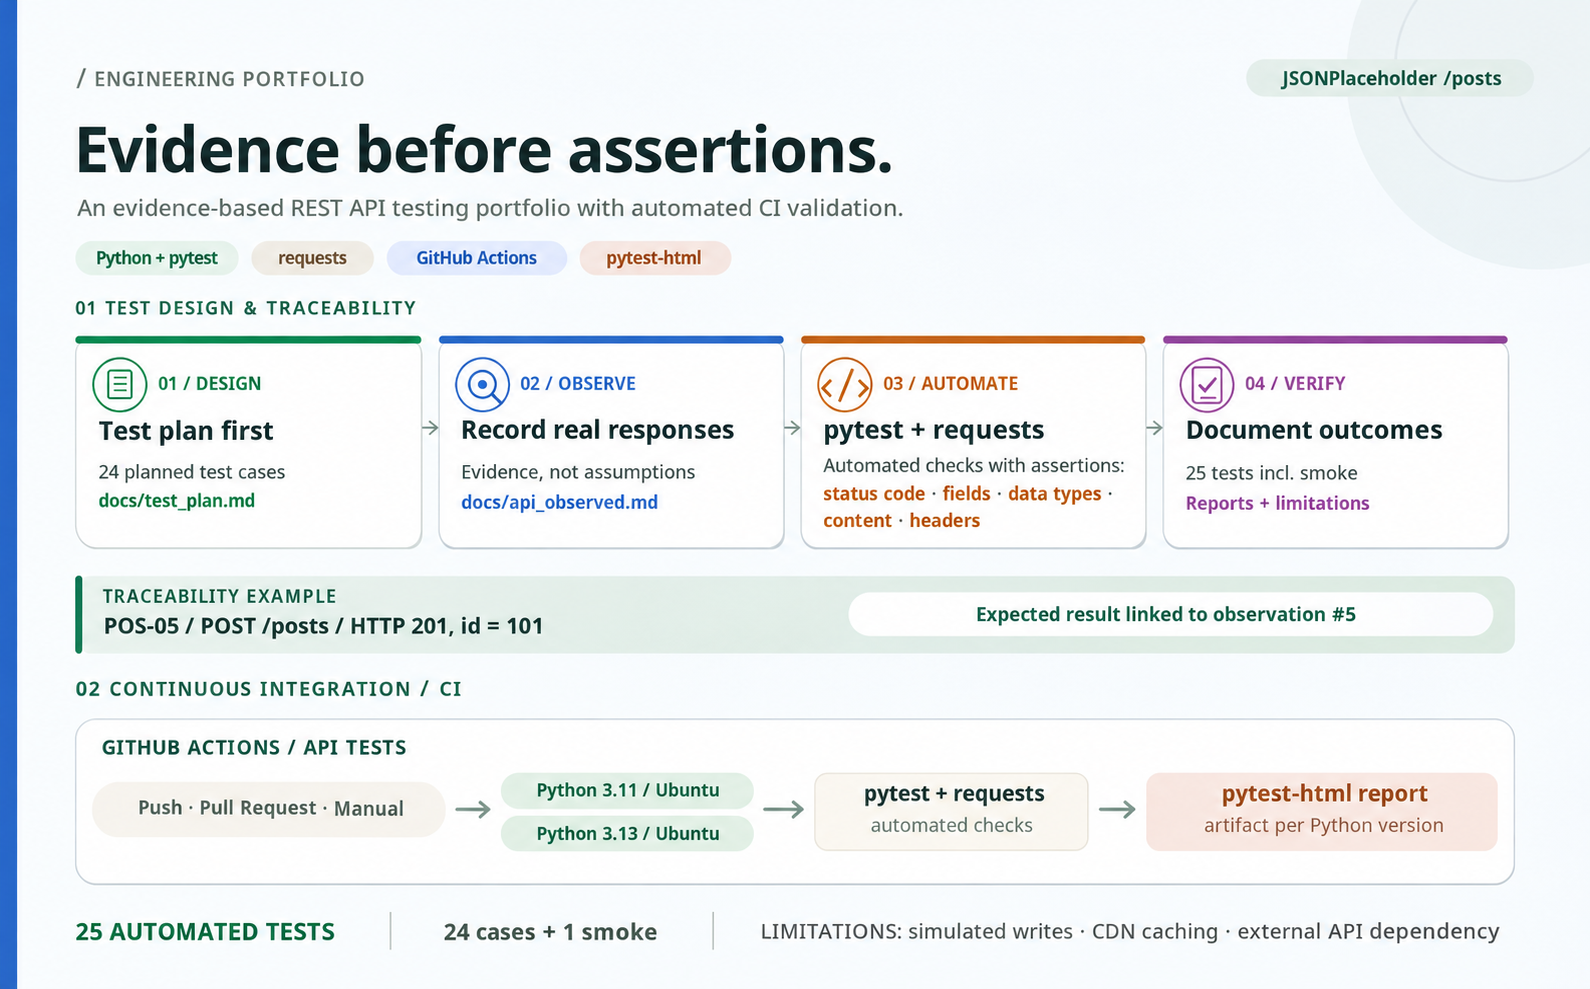 / ENGINEERING PORTFOLIO
JSONPlaceholder /posts
Evidence before assertions.
An evidence-based REST API testing portfolio with automated CI validation.
Python + pytest
requests
GitHub Actions
pytest-html
01 TEST DESIGN & TRACEABILITY
01 / DESIGN
Test plan first
24 planned test cases
docs/test_plan.md
02 / OBSERVE
Record real responses
Evidence, not assumptions
docs/api_observed.md
03 / AUTOMATE
pytest + requests
Automated checks with assertions:
status code · fields · data types ·
content · headers
04 / VERIFY
Document outcomes
25 tests incl. smoke
Reports + limitations
TRACEABILITY EXAMPLE
POS-05 / POST /posts / HTTP 201, id = 101
Expected result linked to observation #5
02 CONTINUOUS INTEGRATION / CI
GITHUB ACTIONS / API TESTS
Push · Pull Request · Manual
Python 3.11 / Ubuntu
Python 3.13 / Ubuntu
pytest + requests
automated checks
pytest-html report
artifact per Python version
25 AUTOMATED TESTS
24 cases + 1 smoke
LIMITATIONS: simulated writes · CDN caching · external API dependency